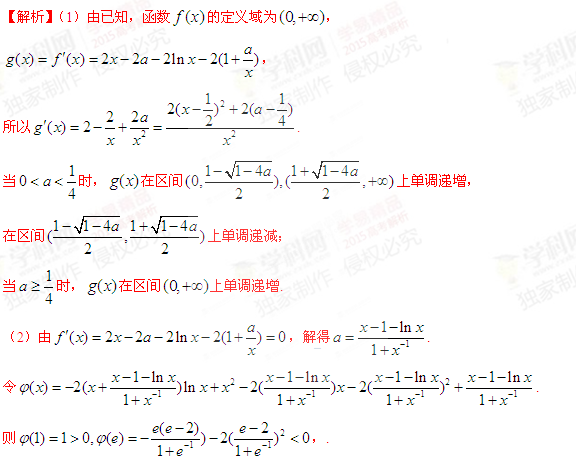 【解析】（1）由已知，函数 f(x) 的定义域为 (0,+∞)，
g(x) = f′(x) = 2x − 2a − 2ln x − 2(1 + a/x)，
所以 g′(x) = 2 − 2/x + 2a/x² = (2(x − 1/2)² + 2(a − 1/4))/x² .
当 0 < a < 1/4 时， g(x) 在区间 (0, (1−√(1−4a))/2), ((1+√(1−4a))/2, +∞) 上单调递增，
在区间 ((1−√(1−4a))/2, (1+√(1−4a))/2) 上单调递减；
当 a ≥ 1/4 时， g(x) 在区间 (0,+∞) 上单调递增.
（2）由 f′(x) = 2x − 2a − 2ln x − 2(1 + a/x) = 0 ，解得 a = (x−1−ln x)/(1+x⁻¹) .
令 φ(x) = −2(x + (x−1−ln x)/(1+x⁻¹))ln x + x² − 2((x−1−ln x)/(1+x⁻¹))x − 2((x−1−ln x)/(1+x⁻¹))² + (x−1−ln x)/(1+x⁻¹) .
则 φ(1) = 1 > 0, φ(e) = −(e(e−2))/(1+e⁻¹)) − 2((e−2)/(1+e⁻¹))² < 0，.